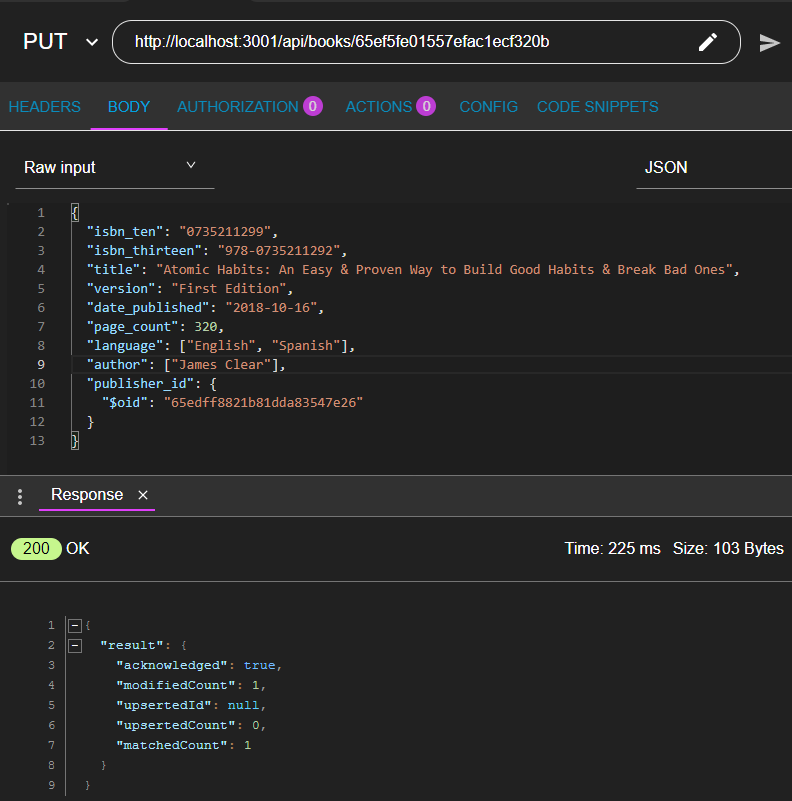 PUT http://localhost:3001/api/books/65ef5fe01557efac1ecf320b
HEADERS BODY AUTHORIZATION 0 ACTIONS 0 CONFIG CODE SNIPPETS
Raw input JSON
1 {
2 "isbn_ten": "0735211299",
3 "isbn_thirteen": "978-0735211292",
4 "title": "Atomic Habits: An Easy & Proven Way to Build Good Habits & Break Bad Ones",
5 "version": "First Edition",
6 "date_published": "2018-10-16",
7 "page_count": 320,
8 "language": ["English", "Spanish"],
9 "author": ["James Clear"],
10 "publisher_id": {
11 "$oid": "65edff8821b81dda83547e26"
12 }
13 }
Response ×
200 OK Time: 225 ms Size: 103 Bytes
1 {
2 "result": {
3 "acknowledged": true,
4 "modifiedCount": 1,
5 "upsertedId": null,
6 "upsertedCount": 0,
7 "matchedCount": 1
8 }
9 }